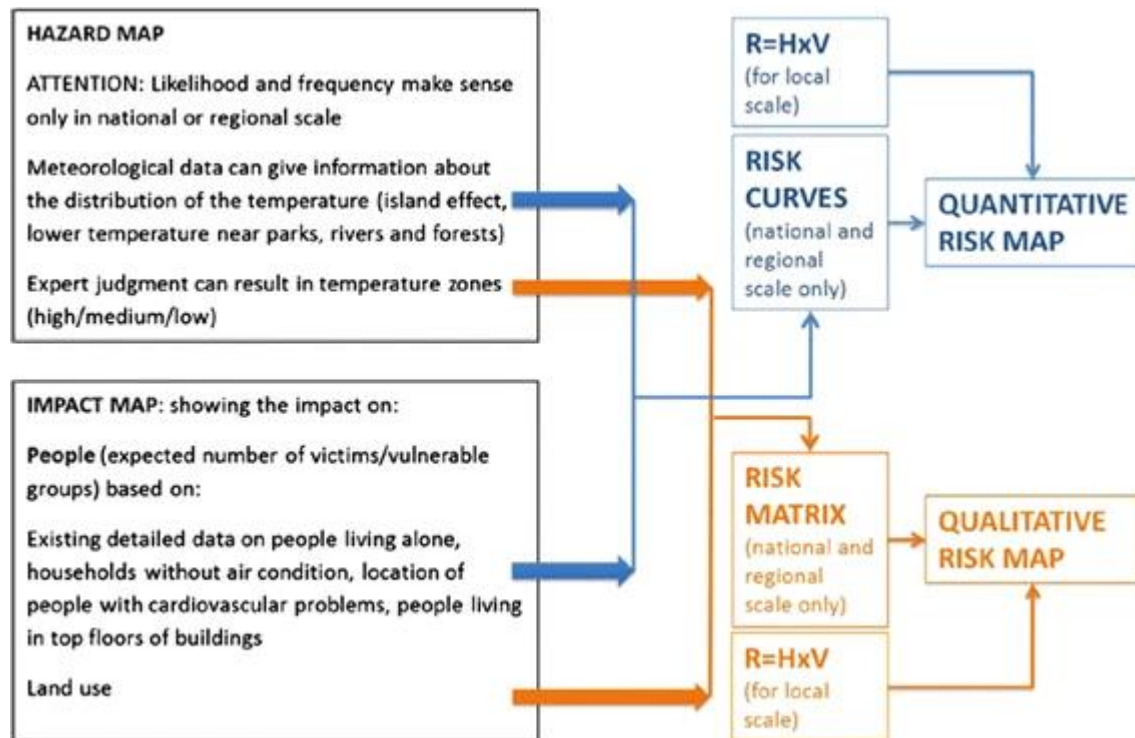 HAZARD MAP
ATTENTION: Likelihood and frequency make sense
only in national or regional scale
Meteorological data can give information about
the distribution of the temperature (island effect,
lower temperature near parks, rivers and forests)
Expert judgment can result in temperature zones
(high/medium/low)
IMPACT MAP: showing the impact on:
People (expected number of victims/vulnerable
groups) based on:
Existing detailed data on people living alone,
households without air condition, location of
people with cardiovascular problems, people living
in top floors of buildings
Land use
R=HxV
(for local
scale)
RISK
CURVES
(national and
regional
scale only)
QUANTITATIVE
RISK MAP
RISK
MATRIX
(national and
regional
scale only)
QUALITATIVE
RISK MAP
R=HxV
(for local
scale)